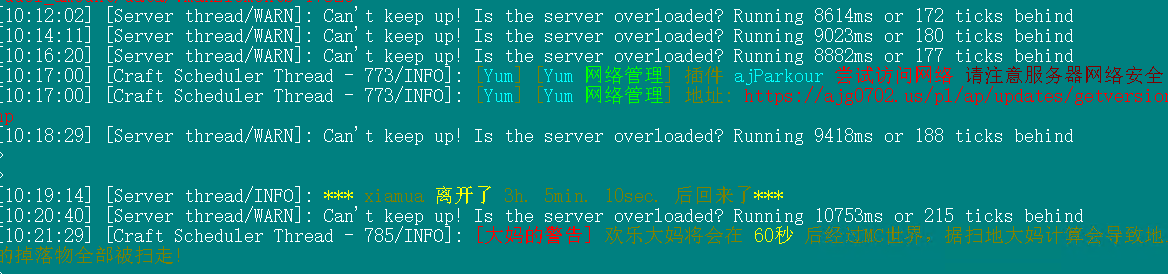 [10:12:02] [Server thread/WARN]: Can't keep up! Is the server overloaded? Running 8614ms or 172 ticks behind
[10:14:11] [Server thread/WARN]: Can't keep up! Is the server overloaded? Running 9023ms or 180 ticks behind
[10:16:20] [Server thread/WARN]: Can't keep up! Is the server overloaded? Running 8882ms or 177 ticks behind
[10:17:00] [Craft Scheduler Thread - 773/INFO]: [Yum] [Yum 网络管理] 插件 ajParkour 尝试访问网络 请注意服务器网络安全
[10:17:00] [Craft Scheduler Thread - 773/INFO]: [Yum] [Yum 网络管理] 地址: https://ajg0702.us/pl/ap/updates/getversion
p
[10:18:29] [Server thread/WARN]: Can't keep up! Is the server overloaded? Running 9418ms or 188 ticks behind
>
>
[10:19:14] [Server thread/INFO]: *** xiamua 离开了 3h. 5min. 10sec. 后回来了***
[10:20:40] [Server thread/WARN]: Can't keep up! Is the server overloaded? Running 10753ms or 215 ticks behind
[10:21:29] [Craft Scheduler Thread - 785/INFO]: [大妈的警告] 欢乐大妈将会在 60秒 后经过MC世界，据扫地大妈计算会导致地
的掉落物全部被扫走!